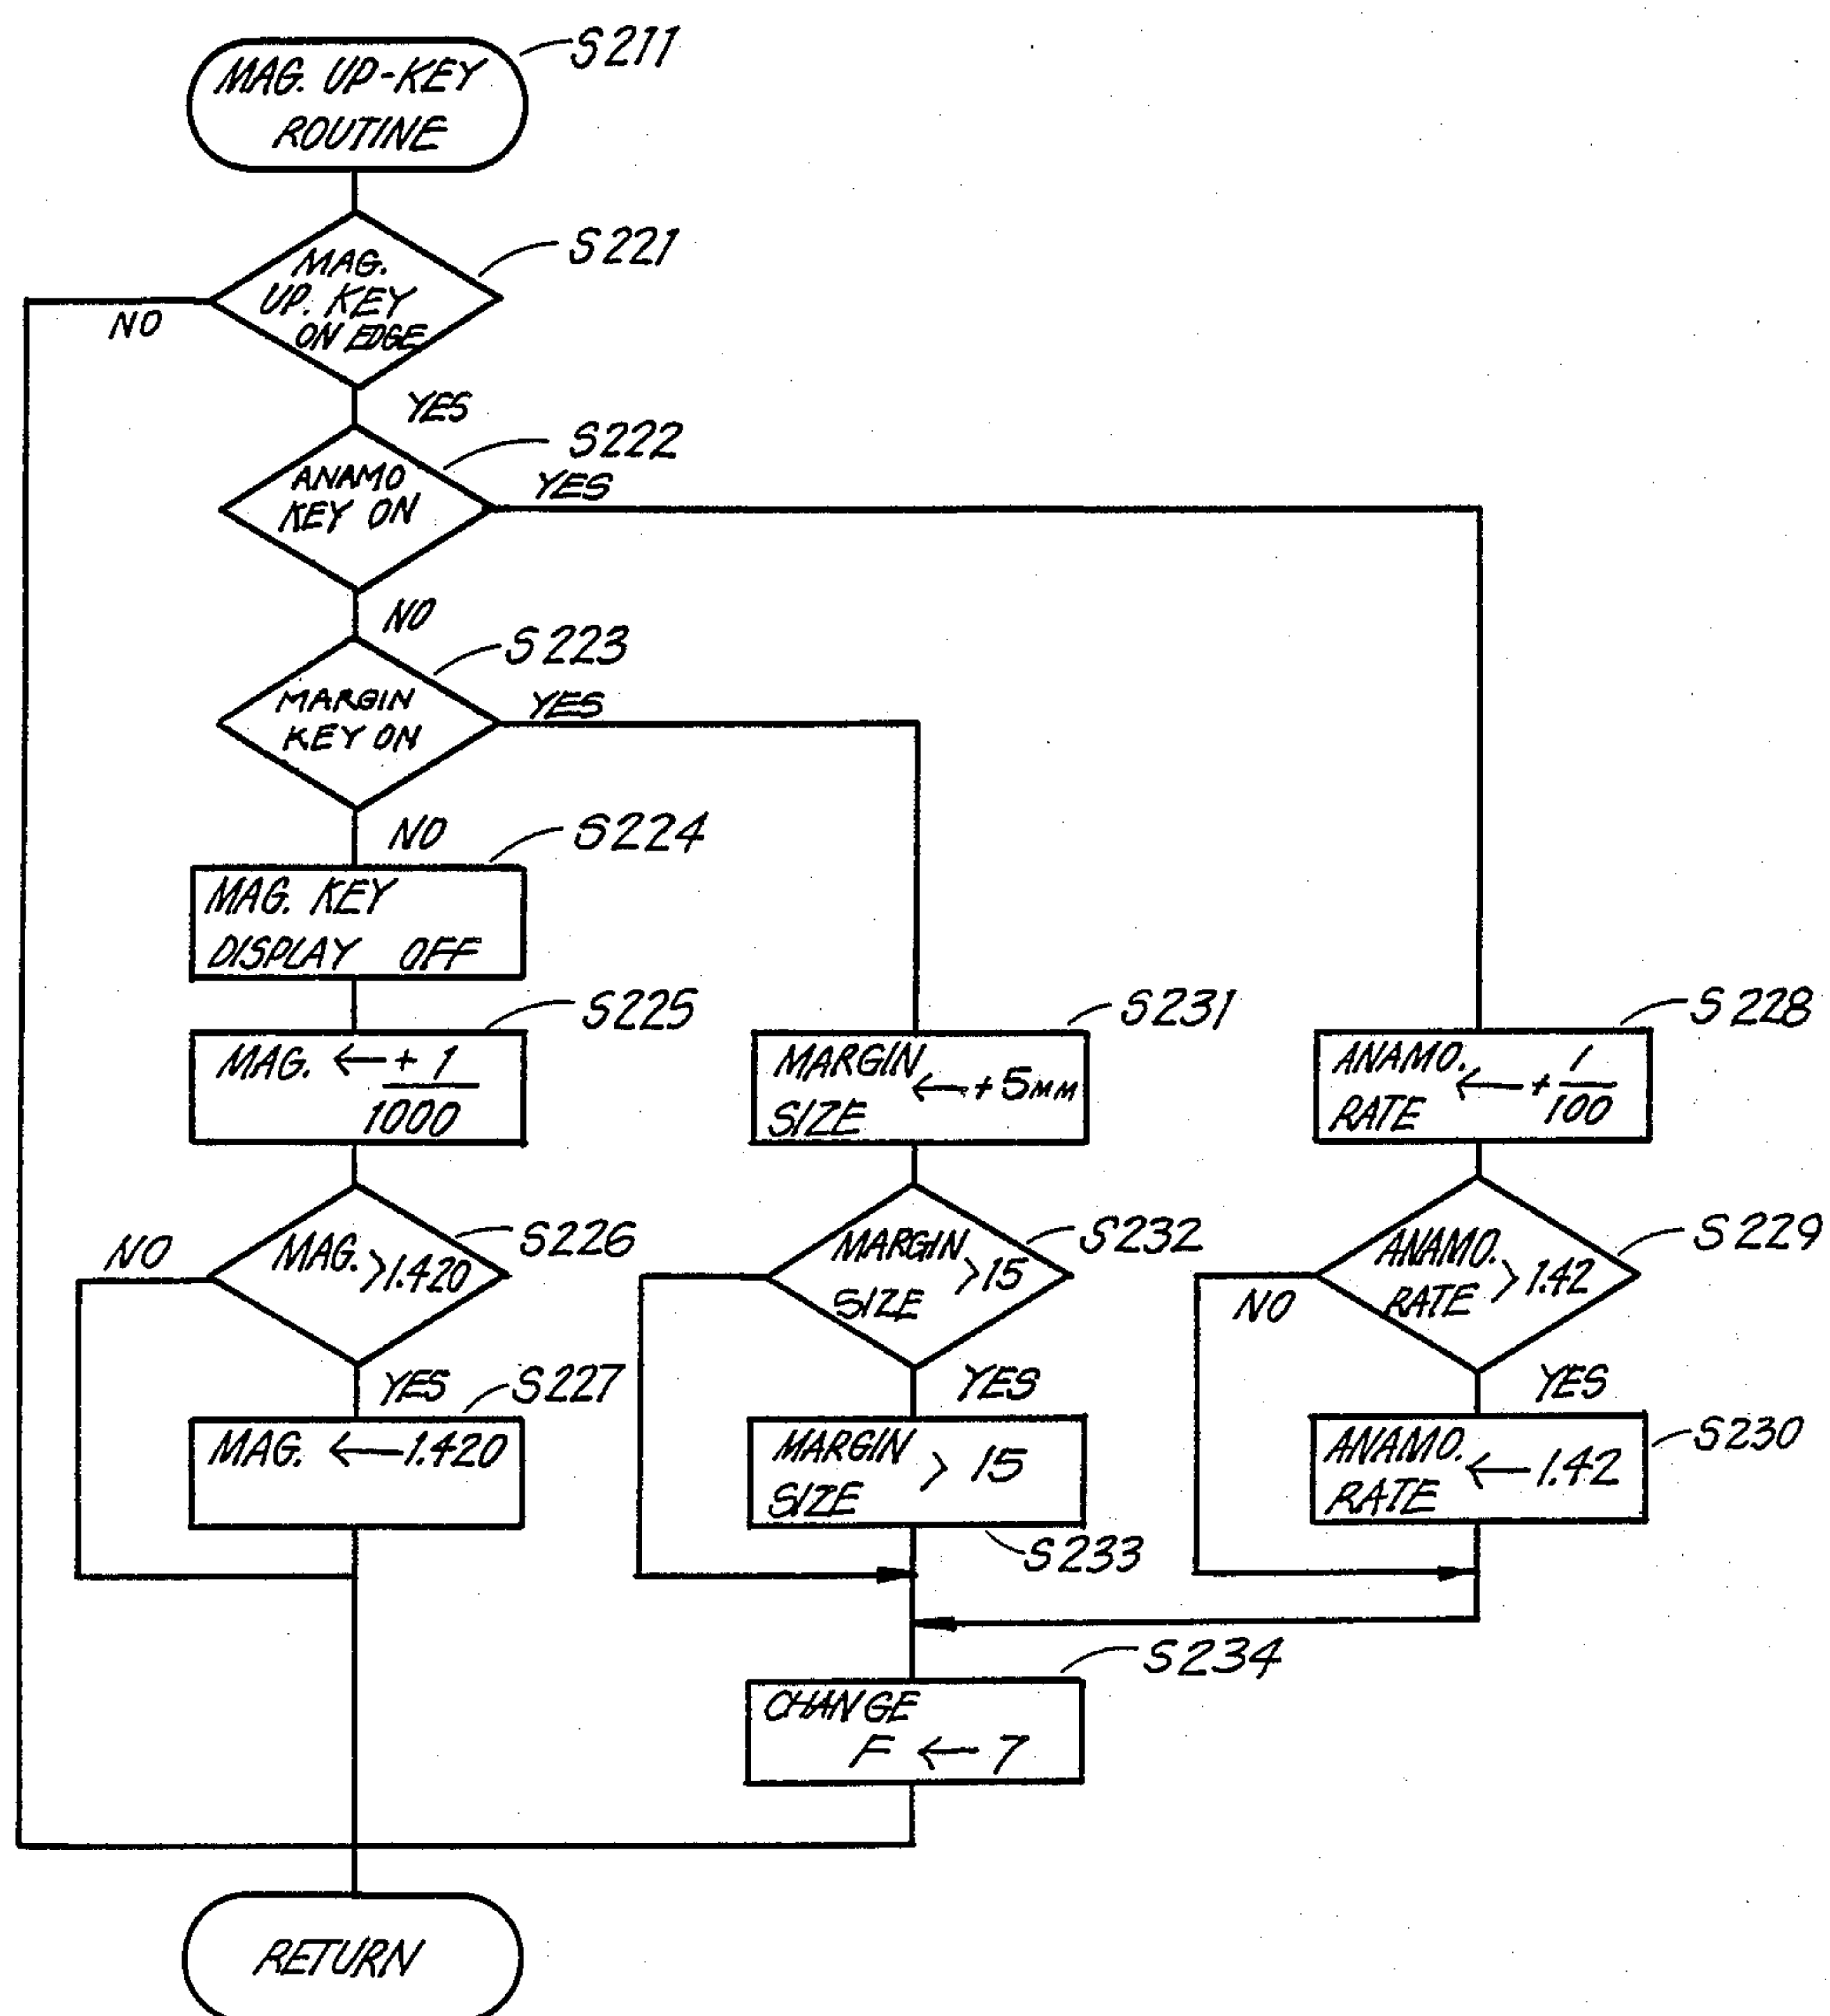 MAG. UP-KEY
ROUTINE
S211
MAG.
UP. KEY
ON EDGE
S221
NO
YES
ANAMO
KEY ON
S222
YES
NO
MARGIN
KEY ON
S223
YES
NO
MAG. KEY
DISPLAY OFF
S224
MAG. ← + 1
1000
S225
MARGIN
SIZE ← +5MM
S231
ANAMO.
RATE ← + 1
100
S228
MAG. >1.420
S226
NO
YES
MARGIN
SIZE >15
S232
YES
ANAMO.
RATE > 1.42
S229
NO
YES
MAG. ← 1.420
S227
MARGIN
SIZE > 15
S233
ANAMO.
RATE ← 1.42
S230
CHANGE
F ← 7
S234
RETURN